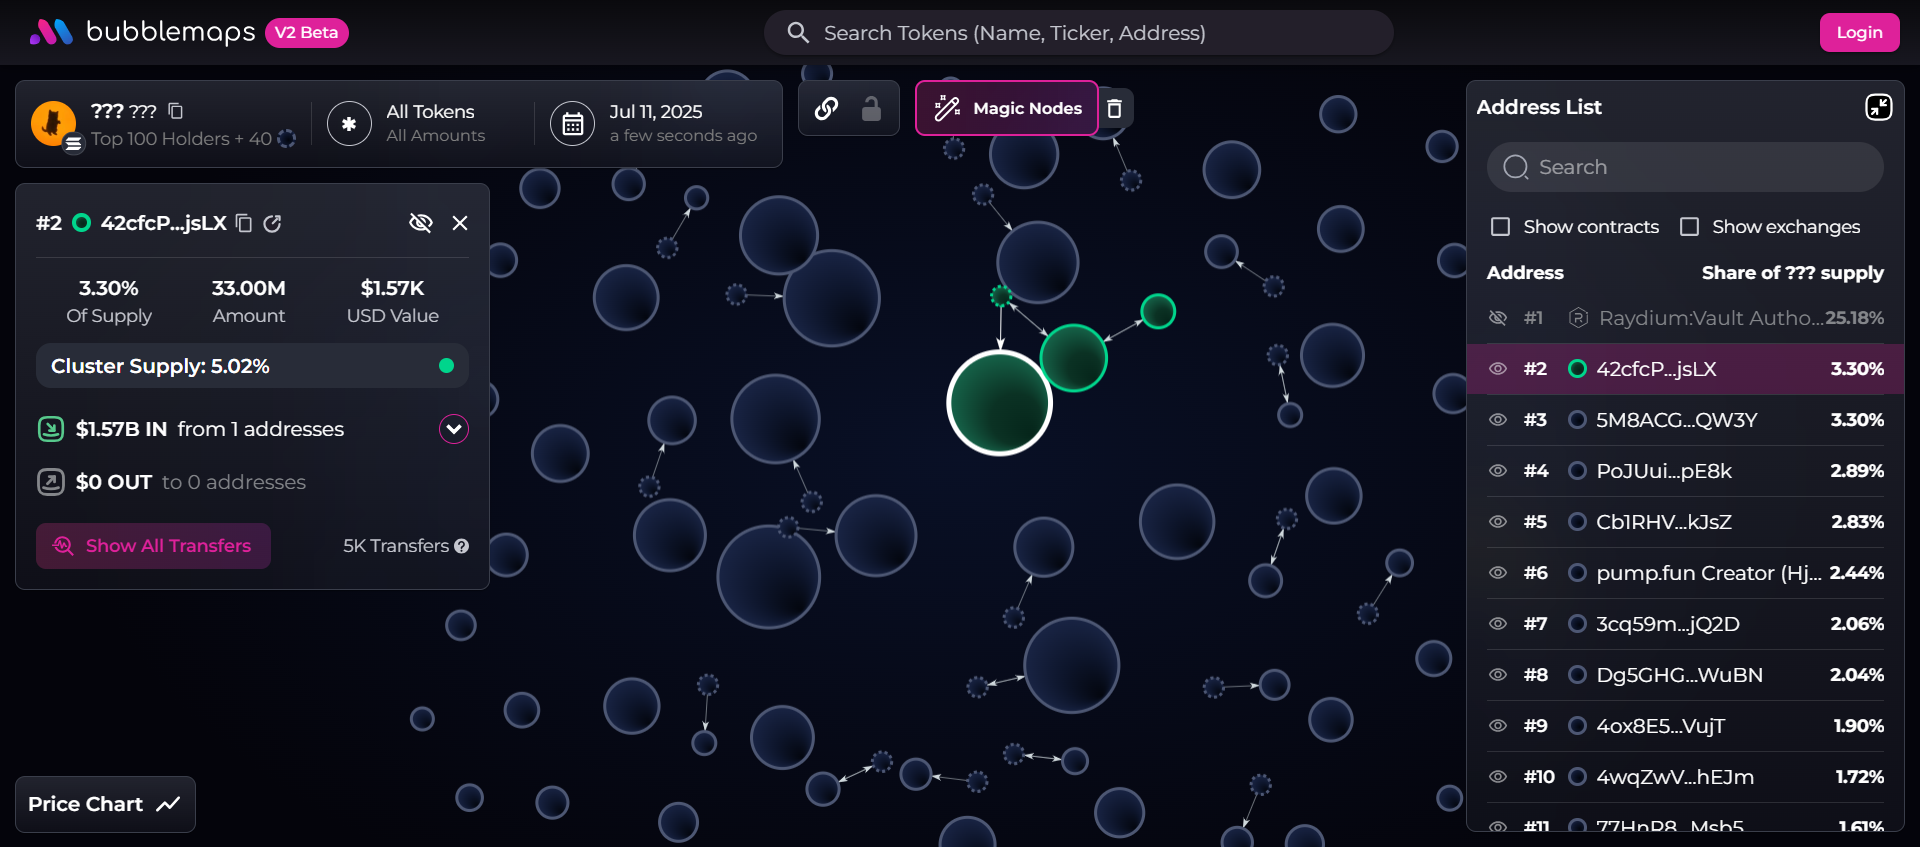 bubblemaps V2 Beta
Search Tokens (Name, Ticker, Address)
Login
??? ???
Top 100 Holders + 40
All Tokens
All Amounts
Jul 11, 2025
a few seconds ago
Magic Nodes
#2 42cfcP...jsLX
3.30%
Of Supply
33.00M
Amount
$1.57K
USD Value
Cluster Supply: 5.02%
$1.57B IN from 1 addresses
$0 OUT to 0 addresses
Show All Transfers
5K Transfers
Price Chart
Address List
Search
Show contracts
Show exchanges
Address Share of ??? supply
#1 Raydium:Vault Autho... 25.18%
#2 42cfcP...jsLX 3.30%
#3 5M8ACG...QW3Y 3.30%
#4 PoJUui...pE8k 2.89%
#5 Cb1RHV...kJsZ 2.83%
#6 pump.fun Creator (Hj... 2.44%
#7 3cq59m...jQ2D 2.06%
#8 Dg5GHG...WuBN 2.04%
#9 4ox8E5...VujT 1.90%
#10 4wqZwV...hEJm 1.72%
#11 77HnR8...Msb5 1.61%